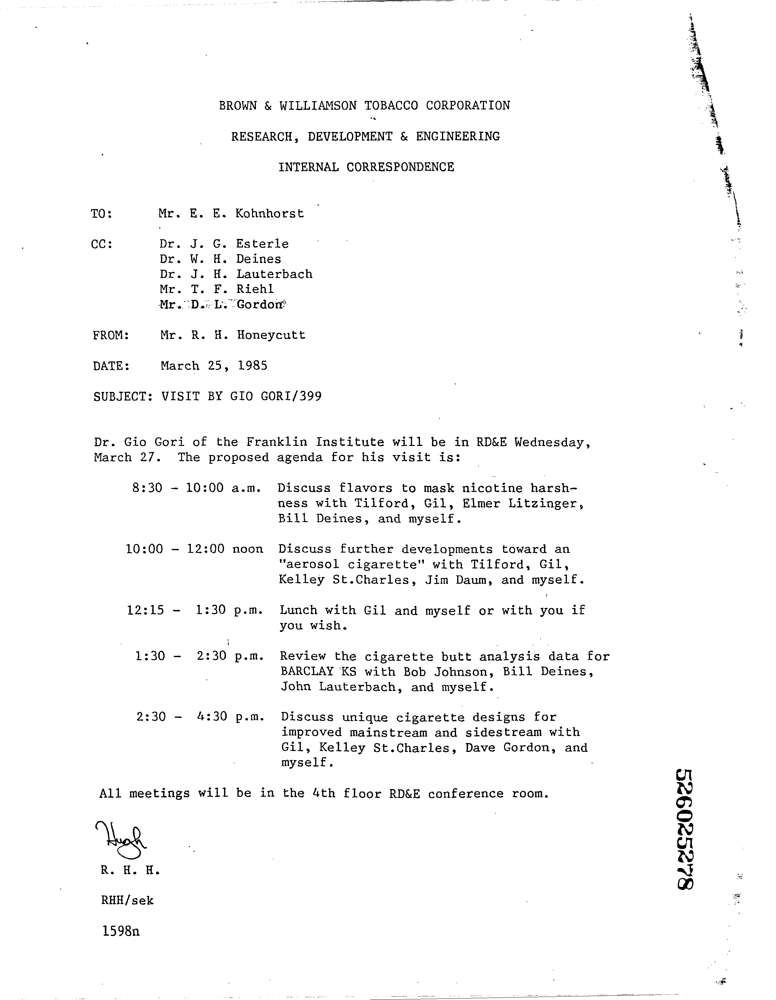 BROWN & WILLIAMSON TOBACCO CORPORATION
RESEARCH, DEVELOPMENT & ENGINEERING
INTERNAL CORRESPONDENCE
TO: Mr. E. E. Kohnhorst
CC: Dr. J. G. Esterle
Dr. W. H. Deines
Dr. J. H. Lauterbach
Mr. T. F. Riehl
Mr. D. L. Gordon
FROM: Mr. R. H. Honeycutt
DATE: March 25, 1985
SUBJECT: VISIT BY GIO GORI/399
Dr. Gio Gori of the Franklin Institute will be in RD&E Wednesday,
March 27. The proposed agenda for his visit is:
8:30 - 10:00 a.m. Discuss flavors to mask nicotine harsh-
ness with Tilford, Gil, Elmer Litzinger,
Bill Deines, and myself.
10:00 - 12:00 noon Discuss further developments toward an
"aerosol cigarette" with Tilford, Gil,
Kelley St.Charles, Jim Daum, and myself.
12:15 - 1:30 p.m. Lunch with Gil and myself or with you if
you wish.
1:30 - 2:30 p.m. Review the cigarette butt analysis data for
BARCLAY KS with Bob Johnson, Bill Deines,
John Lauterbach, and myself.
2:30 - 4:30 p.m. Discuss unique cigarette designs for
improved mainstream and sidestream with
Gil, Kelley St.Charles, Dave Gordon, and
myself.
All meetings will be in the 4th floor RD&E conference room.
Hugh
R. H. H.
RHH/sek
1598n
526025278